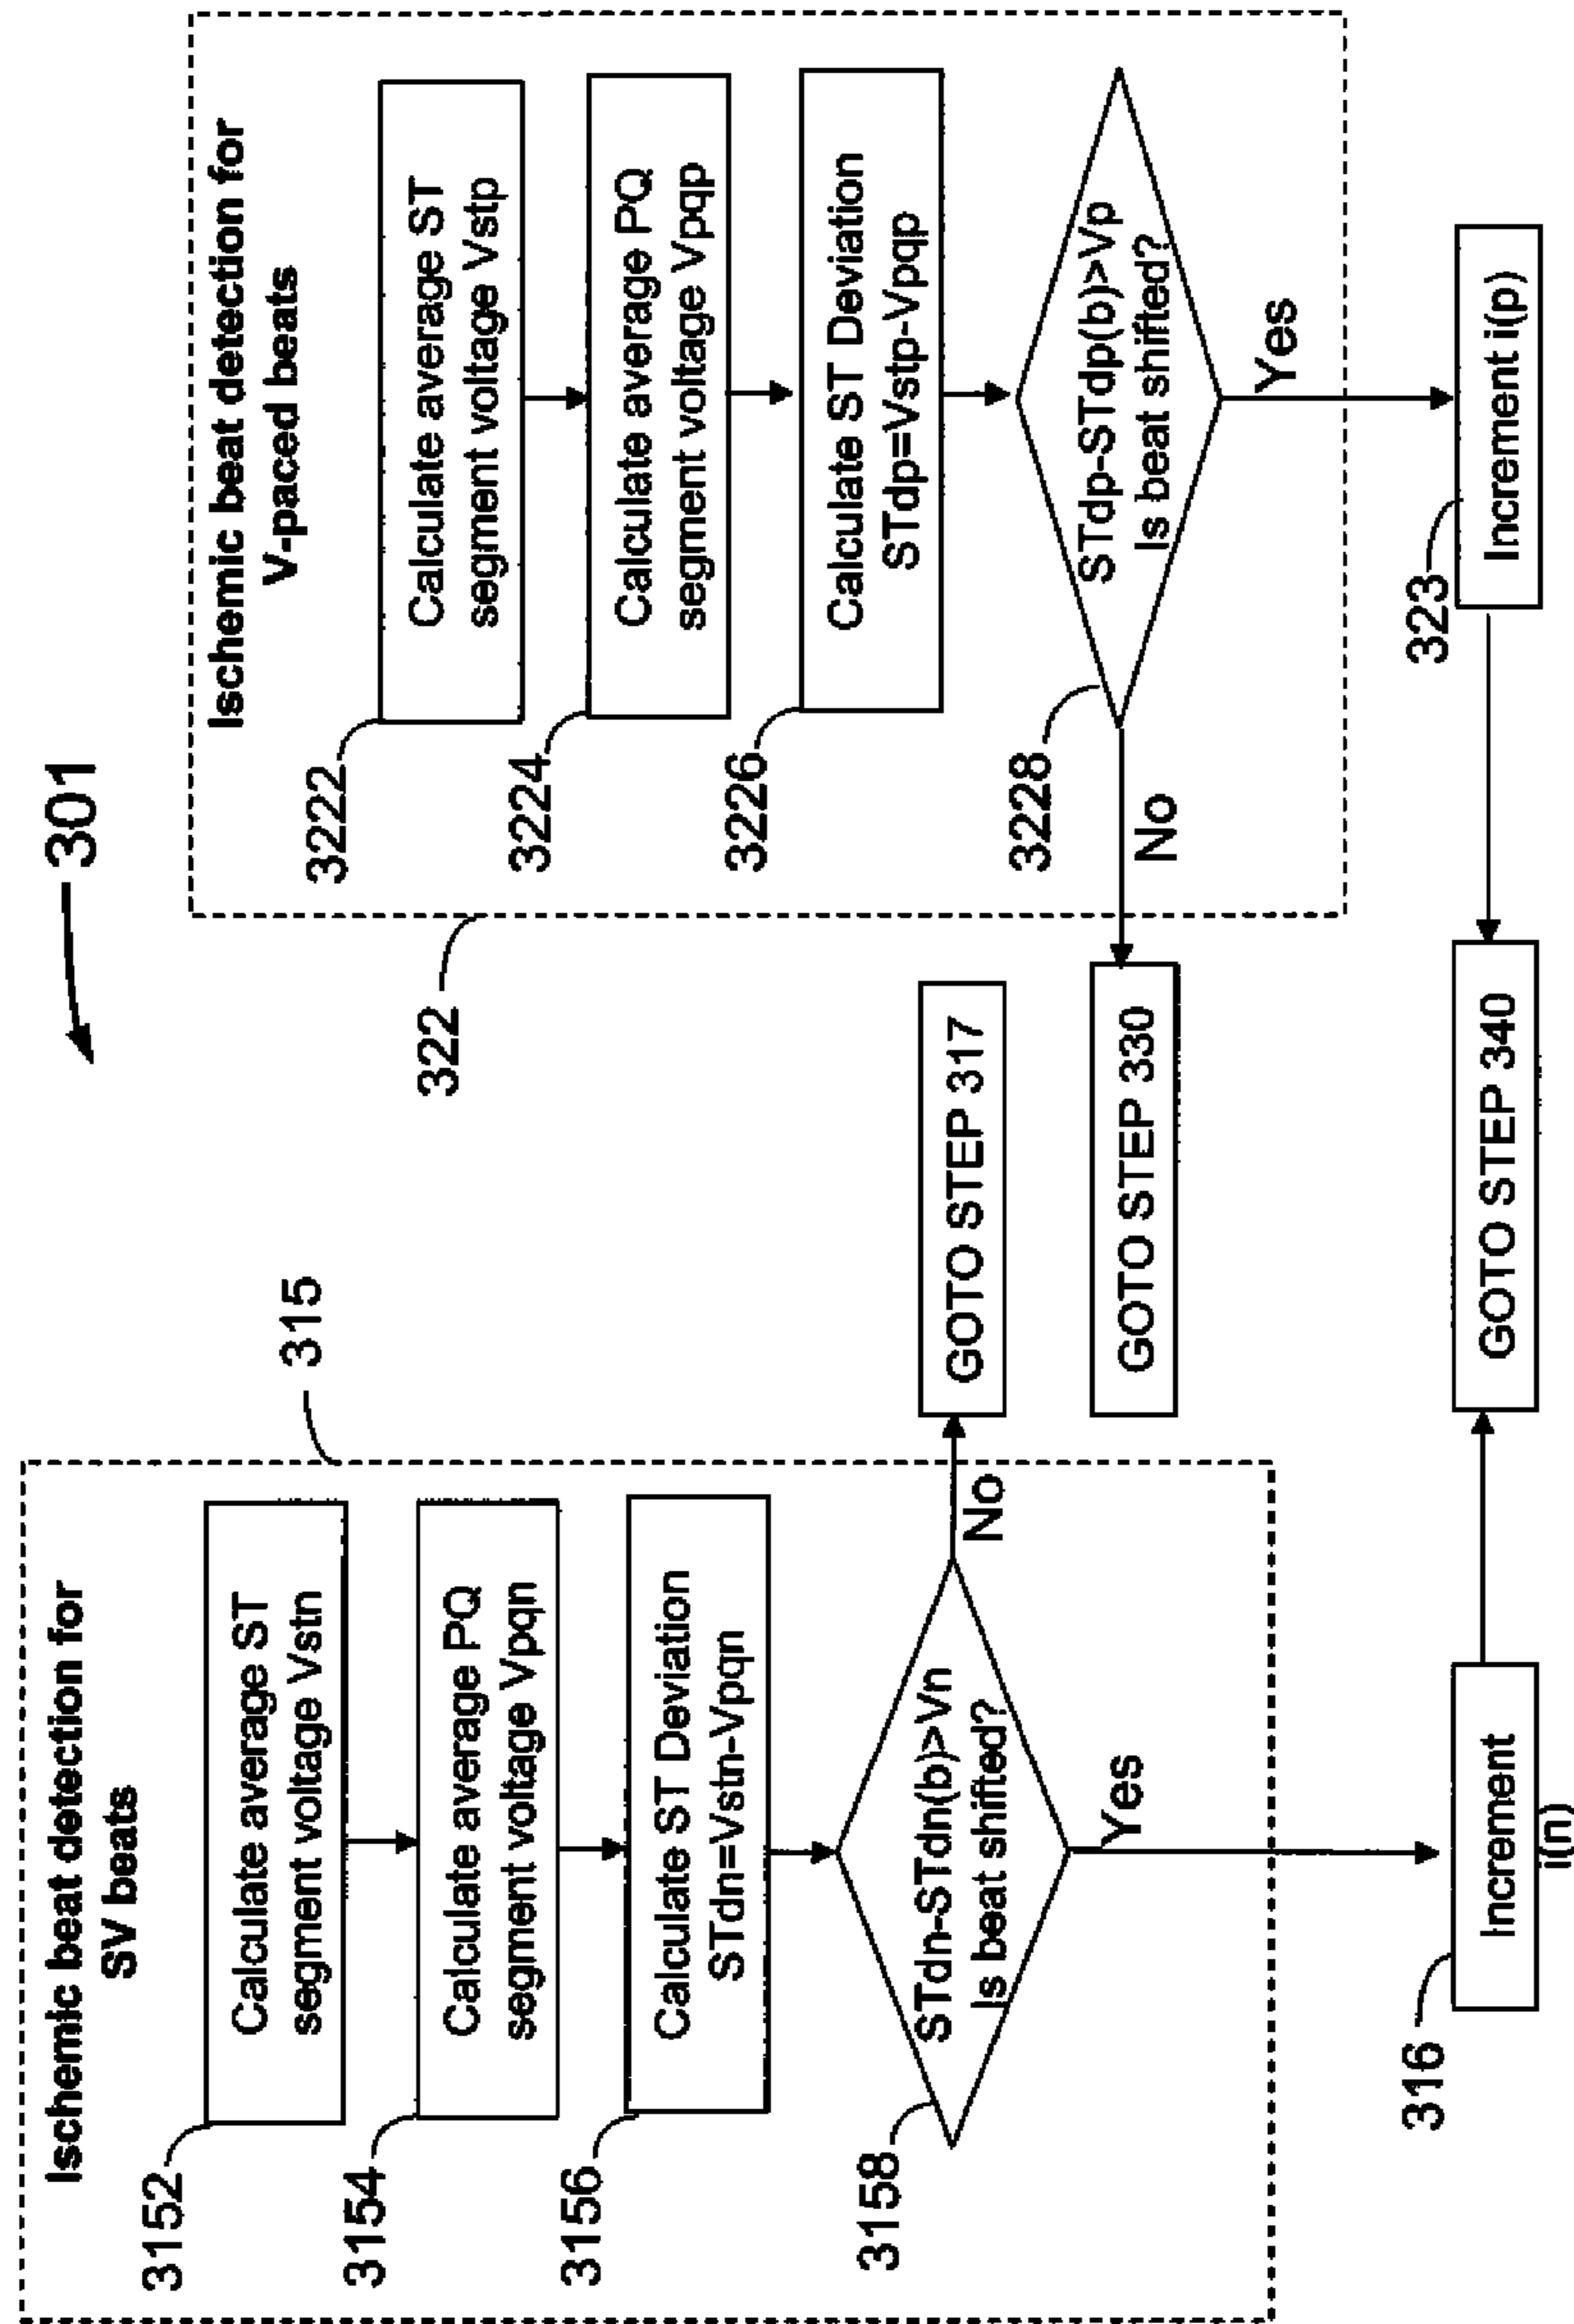 301
Ischemic beat detection for
SV beats
3152
Calculate average ST
segment voltage Vstn
3154
Calculate average PQ
segment voltage Vpqn
3156
Calculate ST Deviation
STdn=Vstn-Vpqn
3158
STdn-STdn(b)>Vn
Is beat shifted?
No
Yes
315
316
Increment
i(n)
GOTO STEP 317
GOTO STEP 330
GOTO STEP 340
322
Ischemic beat detection for
V-paced beats
3222
Calculate average ST
segment voltage Vstp
3224
Calculate average PQ
segment voltage Vpqp
3226
Calculate ST Deviation
STdp=Vstp-Vpqp
3228
STdp-STdp(b)>Vp
Is beat shifted?
No
Yes
323
Increment i(p)